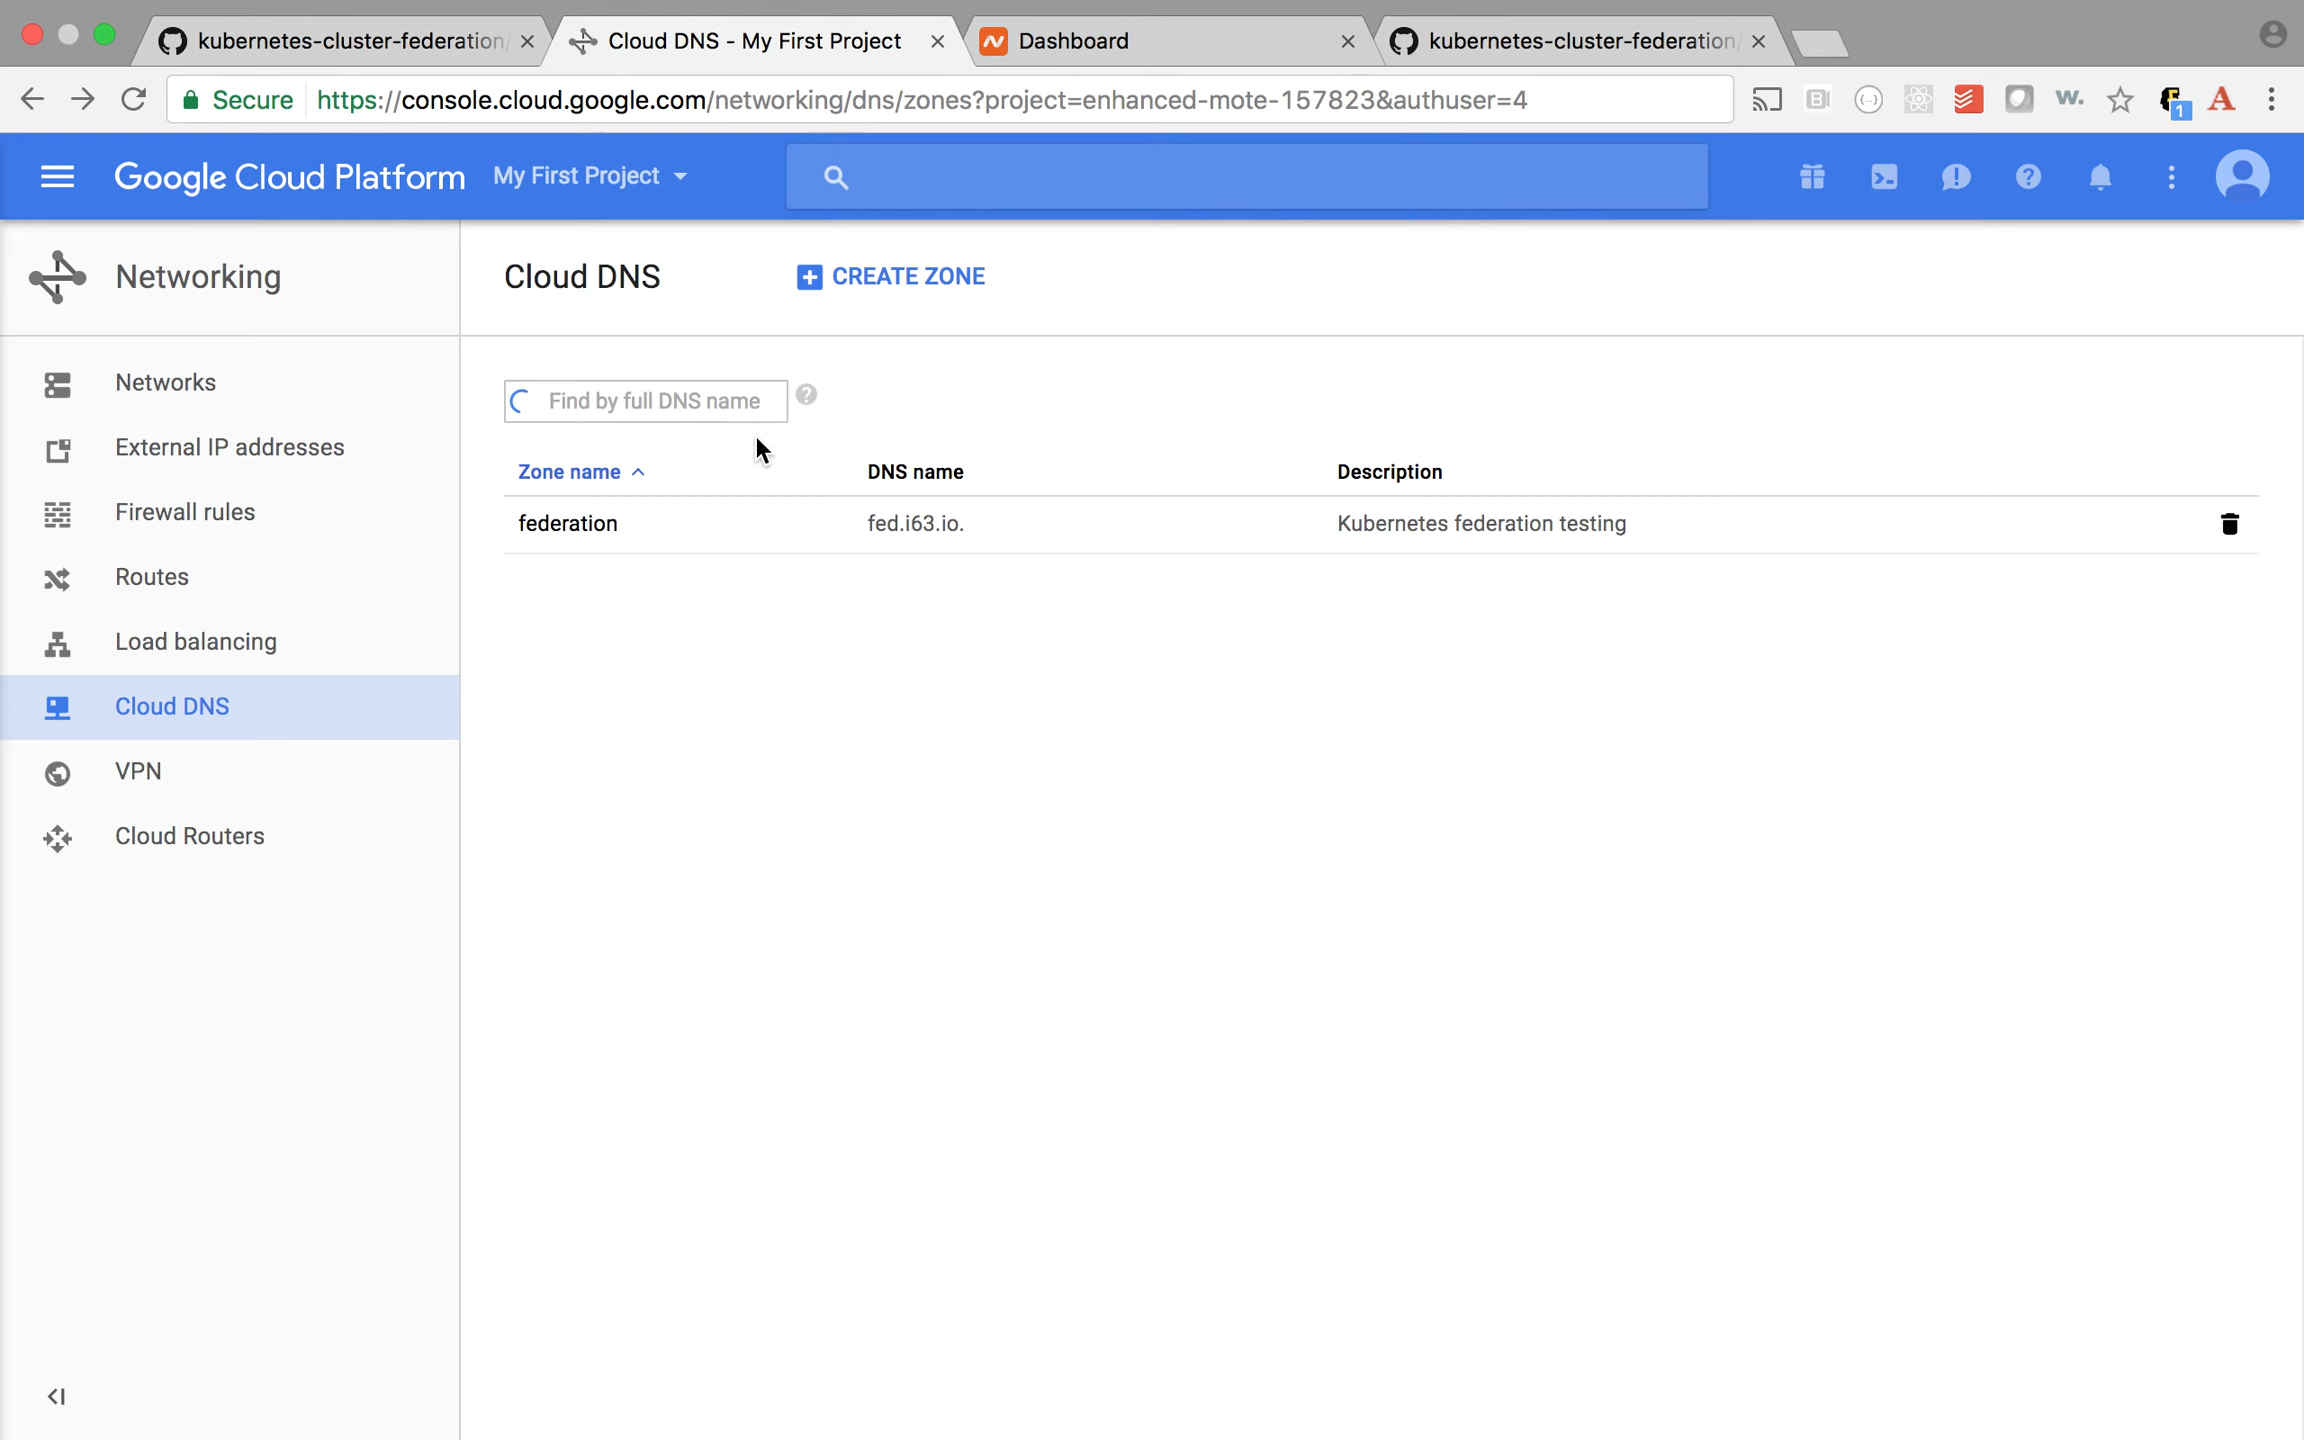 kubernetes-cluster-federation/
Cloud DNS - My First Project
Dashboard
kubernetes-cluster-federation/
Secure
https://console.cloud.google.com/networking/dns/zones?project=enhanced-mote-157823&authuser=4
w.
1
A
Google Cloud Platform
My First Project
Networking
Cloud DNS
CREATE ZONE
Networks
External IP addresses
Firewall rules
Routes
Load balancing
Cloud DNS
VPN
Cloud Routers
Find by full DNS name
Zone name
DNS name
Description
federation
fed.i63.io.
Kubernetes federation testing